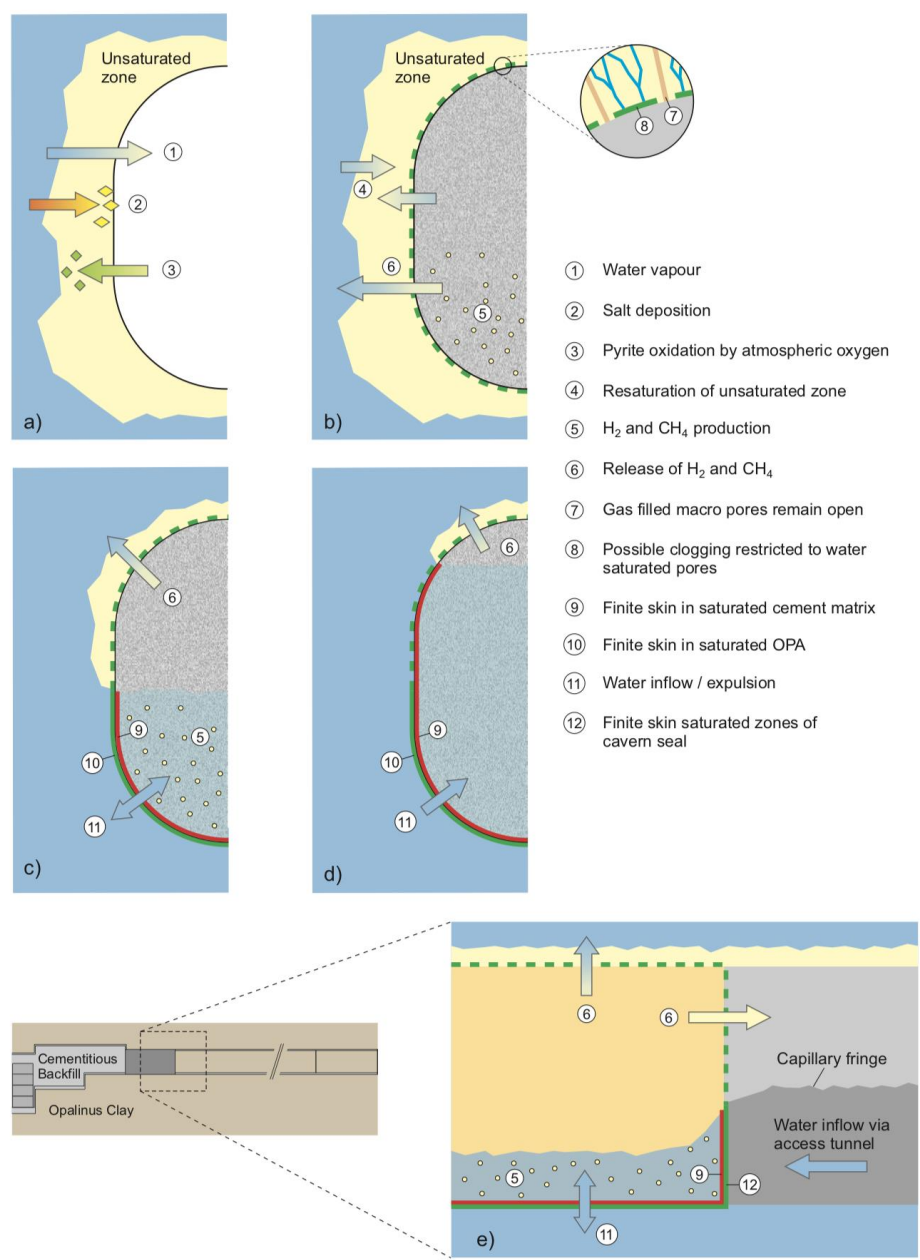 Unsaturated
zone
①
②
③
a)
Unsaturated
zone
④
⑥
⑤
b)
⑧
⑦
① Water vapour
② Salt deposition
③ Pyrite oxidation by atmospheric oxygen
④ Resaturation of unsaturated zone
⑤ H₂ and CH₄ production
⑥ Release of H₂ and CH₄
⑦ Gas filled macro pores remain open
⑧ Possible clogging restricted to water
saturated pores
⑨ Finite skin in saturated cement matrix
⑩ Finite skin in saturated OPA
⑪ Water inflow / expulsion
⑫ Finite skin saturated zones of
cavern seal
⑥
⑨
⑤
⑩
⑪
c)
⑥
⑨
⑩
⑪
d)
Cementitious
Backfill
Opalinus Clay
⑥
⑥
Capillary fringe
Water inflow via
access tunnel
⑤
⑨
⑫
⑪
e)